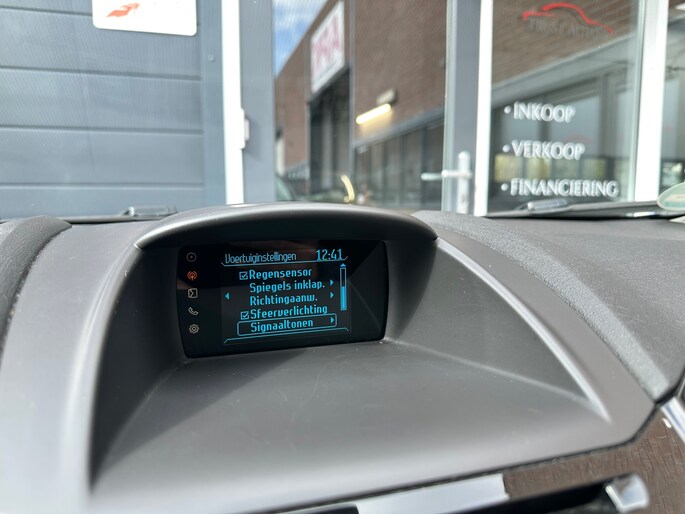 INKOOP
VERKOOP
FINANCIERING
Voertuiginstellingen 12:41
Regensensor
Spiegels inklap.
Richtingaanw.
Sfeerverlichting
Signaaltonen